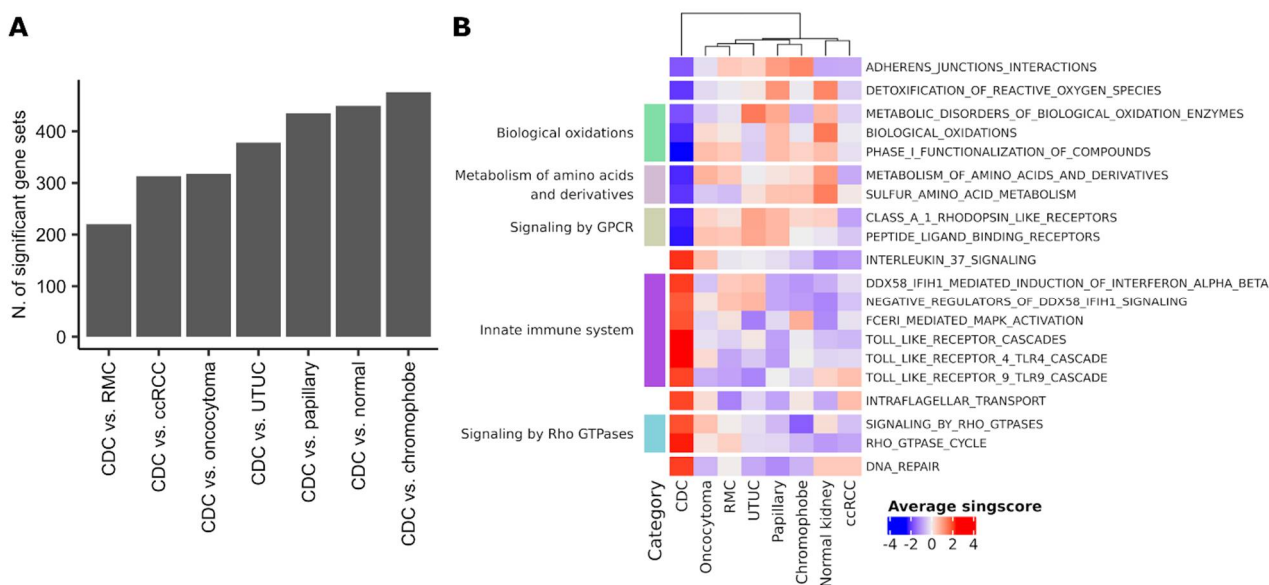 A
N. of significant gene sets
400
300
200
100
0
CDC vs. RMC
CDC vs. ccRCC
CDC vs. oncocytoma
CDC vs. UTUC
CDC vs. papillary
CDC vs. normal
CDC vs. chromophobe
B
ADHERENS_JUNCTIONS_INTERACTIONS
DETOXIFICATION_OF_REACTIVE_OXYGEN_SPECIES
Biological oxidations
METABOLIC_DISORDERS_OF_BIOLOGICAL_OXIDATION_ENZYMES
BIOLOGICAL_OXIDATIONS
PHASE_I_FUNCTIONALIZATION_OF_COMPOUNDS
Metabolism of amino acids
and derivatives
METABOLISM_OF_AMINO_ACIDS_AND_DERIVATIVES
SULFUR_AMINO_ACID_METABOLISM
Signaling by GPCR
CLASS_A_1_RHODOPSIN_LIKE_RECEPTORS
PEPTIDE_LIGAND_BINDING_RECEPTORS
INTERLEUKIN_37_SIGNALING
Innate immune system
DDX58_IFIH1_MEDIATED_INDUCTION_OF_INTERFERON_ALPHA_BETA
NEGATIVE_REGULATORS_OF_DDX58_IFIH1_SIGNALING
FCERI_MEDIATED_MAPK_ACTIVATION
TOLL_LIKE_RECEPTOR_CASCADES
TOLL_LIKE_RECEPTOR_4_TLR4_CASCADE
TOLL_LIKE_RECEPTOR_9_TLR9_CASCADE
INTRAFLAGELLAR_TRANSPORT
Signaling by Rho GTPases
SIGNALING_BY_RHO_GTPASES
RHO_GTPASE_CYCLE
DNA_REPAIR
Category
CDC
Oncocytoma
RMC
UTUC
Papillary
Chromophobe
Normal kidney
ccRCC
Average singscore
-4 -2 0 2 4